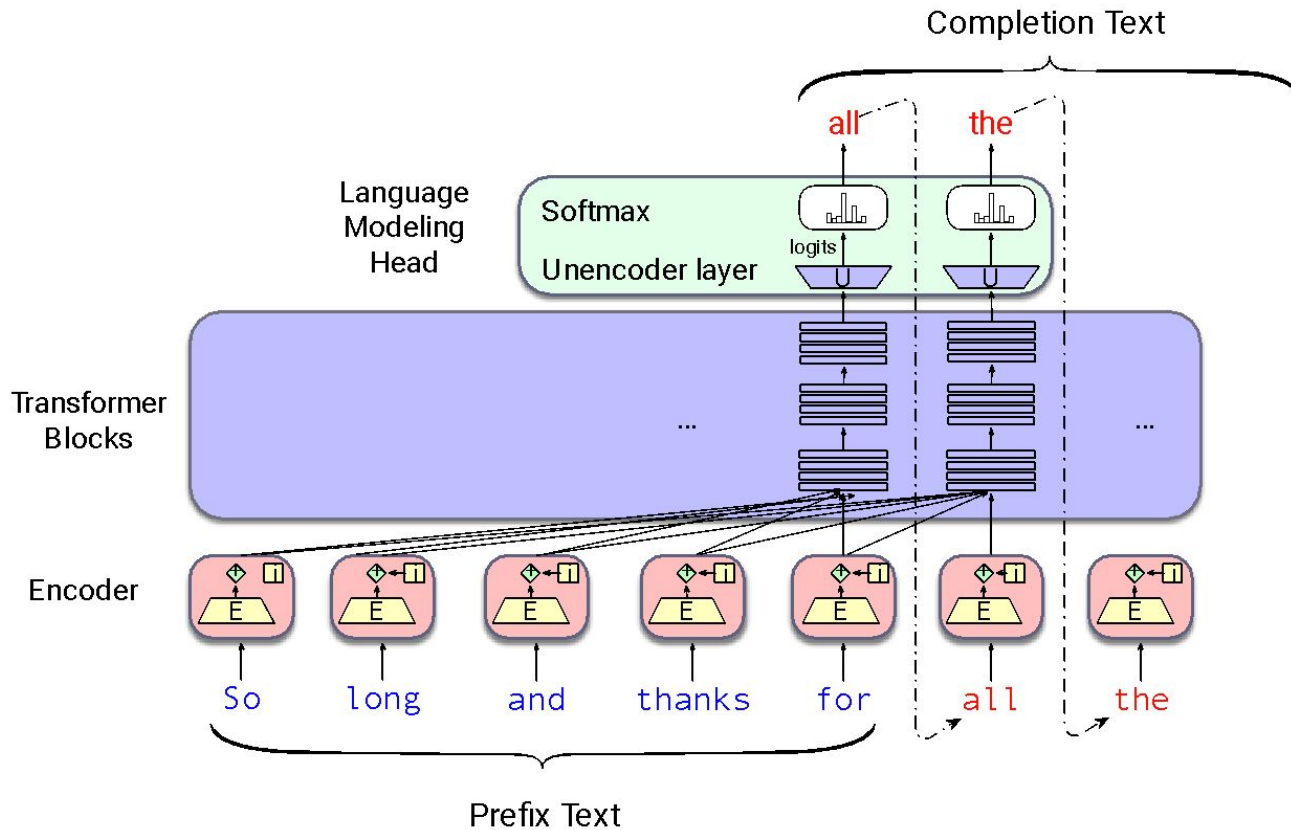 Completion Text
all the
Language
Modeling
Head
Softmax
logits
Unencoder layer
U U
Transformer
Blocks
... ...
Encoder
+ i + i + i + i + i + i + i
E E E E E E E
So long and thanks for all the
Prefix Text